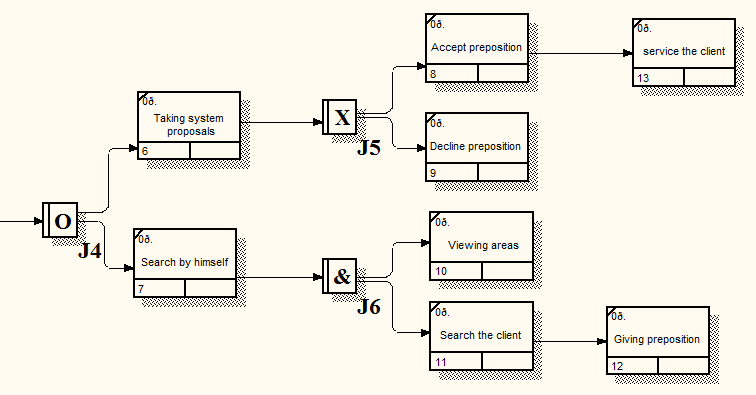 0ð.
Accept preposition
8
0ð.
service the client
13
0ð.
Taking system
proposals
6
X
J5
0ð.
Decline preposition
9
O
J4
0ð.
Search by himself
7
&
J6
0ð.
Viewing areas
10
0ð.
Search the client
11
0ð.
Giving preposition
12